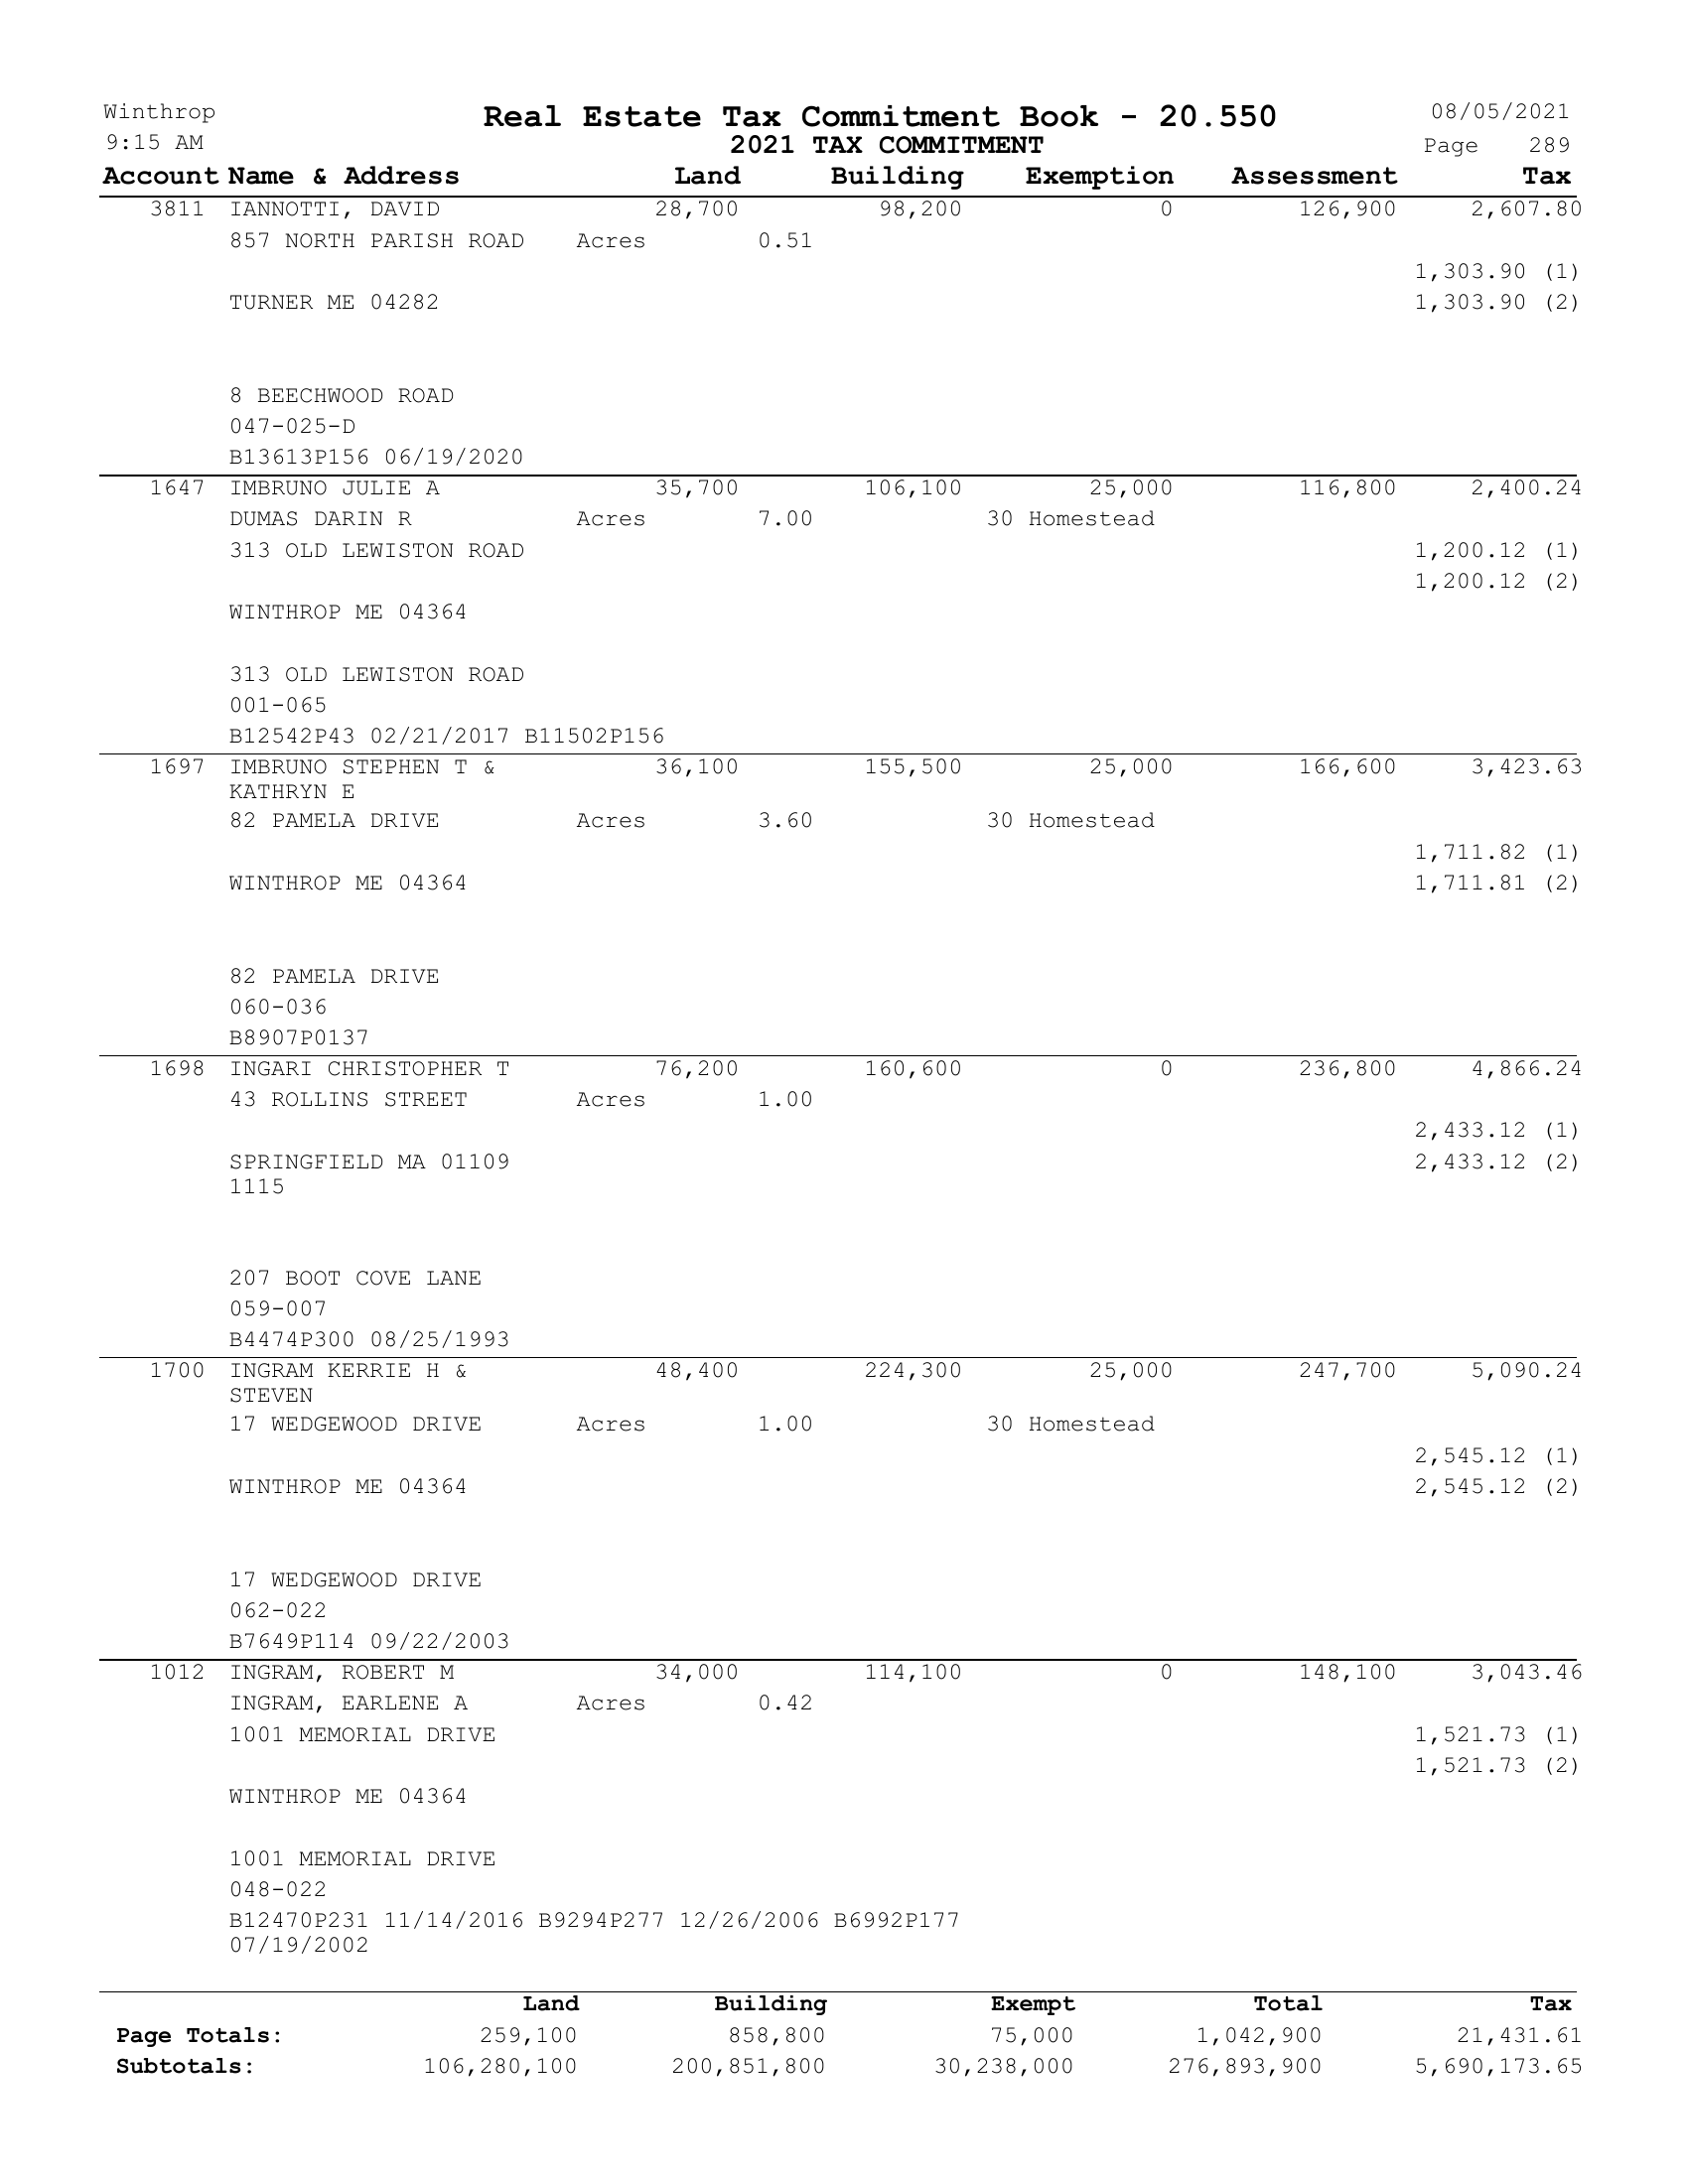 Winthrop Real Estate Tax Commitment Book - 20.550 08/05/2021
9:15 AM 2021 TAX COMMITMENT Page 289
Account Name & Address Land Building Exemption Assessment Tax
3811 IANNOTTI, DAVID 28,700 98,200 0 126,900 2,607.80
857 NORTH PARISH ROAD Acres 0.51
1,303.90 (1)
TURNER ME 04282 1,303.90 (2)
8 BEECHWOOD ROAD
047-025-D
B13613P156 06/19/2020
1647 IMBRUNO JULIE A 35,700 106,100 25,000 116,800 2,400.24
DUMAS DARIN R Acres 7.00 30 Homestead
313 OLD LEWISTON ROAD 1,200.12 (1)
1,200.12 (2)
WINTHROP ME 04364
313 OLD LEWISTON ROAD
001-065
B12542P43 02/21/2017 B11502P156
1697 IMBRUNO STEPHEN T & 36,100 155,500 25,000 166,600 3,423.63
KATHRYN E
82 PAMELA DRIVE Acres 3.60 30 Homestead
1,711.82 (1)
WINTHROP ME 04364 1,711.81 (2)
82 PAMELA DRIVE
060-036
B8907P0137
1698 INGARI CHRISTOPHER T 76,200 160,600 0 236,800 4,866.24
43 ROLLINS STREET Acres 1.00
2,433.12 (1)
SPRINGFIELD MA 01109 2,433.12 (2)
1115
207 BOOT COVE LANE
059-007
B4474P300 08/25/1993
1700 INGRAM KERRIE H & 48,400 224,300 25,000 247,700 5,090.24
STEVEN
17 WEDGEWOOD DRIVE Acres 1.00 30 Homestead
2,545.12 (1)
WINTHROP ME 04364 2,545.12 (2)
17 WEDGEWOOD DRIVE
062-022
B7649P114 09/22/2003
1012 INGRAM, ROBERT M 34,000 114,100 0 148,100 3,043.46
INGRAM, EARLENE A Acres 0.42
1001 MEMORIAL DRIVE 1,521.73 (1)
1,521.73 (2)
WINTHROP ME 04364
1001 MEMORIAL DRIVE
048-022
B12470P231 11/14/2016 B9294P277 12/26/2006 B6992P177
07/19/2002
Land Building Exempt Total Tax
Page Totals: 259,100 858,800 75,000 1,042,900 21,431.61
Subtotals: 106,280,100 200,851,800 30,238,000 276,893,900 5,690,173.65